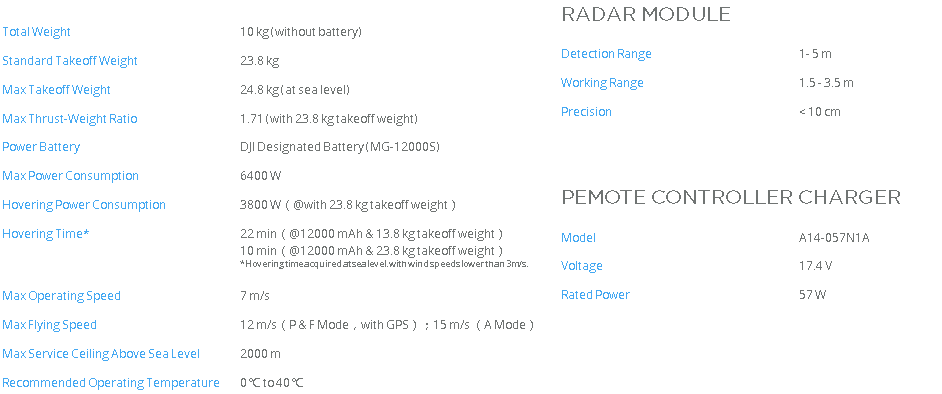 Total Weight 10 kg (without battery)
Standard Takeoff Weight 23.8 kg
Max Takeoff Weight 24.8 kg ( at sea level)
Max Thrust-Weight Ratio 1.71 (with 23.8 kg takeoff weight)
Power Battery DJI Designated Battery (MG-12000S)
Max Power Consumption 6400 W
Hovering Power Consumption 3800 W ( @with 23.8 kg takeoff weight )
Hovering Time* 22 min ( @12000 mAh & 13.8 kg takeoff weight )
10 min ( @12000 mAh & 23.8 kg takeoff weight )
*Hovering time acquired at sea level with wind speeds lower than 3 m/s.
Max Operating Speed 7 m/s
Max Flying Speed 12 m/s ( P & F Mode , with GPS ) ; 15 m/s ( A Mode )
Max Service Ceiling Above Sea Level 2000 m
Recommended Operating Temperature 0 ℃ to 40 ℃
RADAR MODULE
Detection Range 1 - 5 m
Working Range 1.5 - 3.5 m
Precision < 10 cm
PEMOTE CONTROLLER CHARGER
Model A14-057N1A
Voltage 17.4 V
Rated Power 57 W